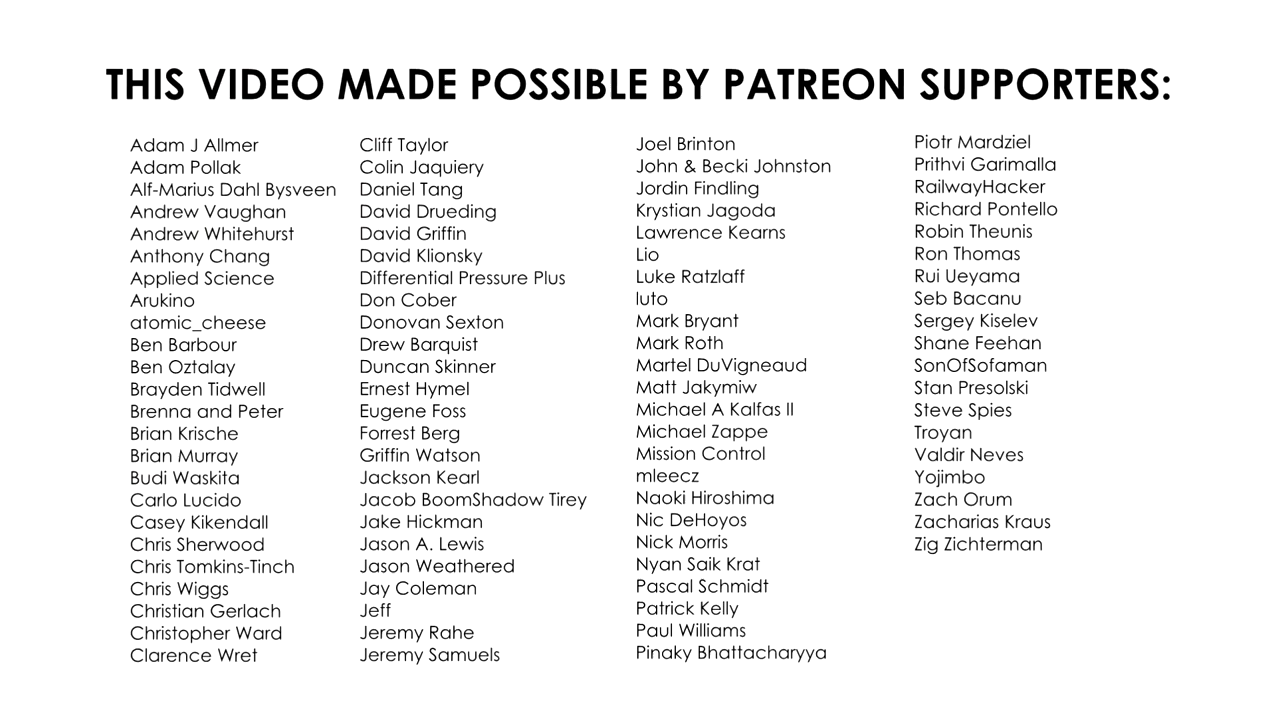 THIS VIDEO MADE POSSIBLE BY PATREON SUPPORTERS:
Adam J Allmer
Adam Pollak
Alf-Marius Dahl Bysveen
Andrew Vaughan
Andrew Whitehurst
Anthony Chang
Applied Science
Arukino
atomic_cheese
Ben Barbour
Ben Oztalay
Brayden Tidwell
Brenna and Peter
Brian Krische
Brian Murray
Budi Waskita
Carlo Lucido
Casey Kikendall
Chris Sherwood
Chris Tomkins-Tinch
Chris Wiggs
Christian Gerlach
Christopher Ward
Clarence Wret
Cliff Taylor
Colin Jaquiery
Daniel Tang
David Drueding
David Griffin
David Klionsky
Differential Pressure Plus
Don Cober
Donovan Sexton
Drew Barquist
Duncan Skinner
Ernest Hymel
Eugene Foss
Forrest Berg
Griffin Watson
Jackson Kearl
Jacob BoomShadow Tirey
Jake Hickman
Jason A. Lewis
Jason Weathered
Jay Coleman
Jeff
Jeremy Rahe
Jeremy Samuels
Joel Brinton
John & Becki Johnston
Jordin Findling
Krystian Jagoda
Lawrence Kearns
Lio
Luke Ratzlaff
luto
Mark Bryant
Mark Roth
Martel DuVigneaud
Matt Jakymiw
Michael A Kalfas II
Michael Zappe
Mission Control
mleecz
Naoki Hiroshima
Nic DeHoyos
Nick Morris
Nyan Saik Krat
Pascal Schmidt
Patrick Kelly
Paul Williams
Pinaky Bhattacharyya
Piotr Mardziel
Prithvi Garimalla
RailwayHacker
Richard Pontello
Robin Theunis
Ron Thomas
Rui Ueyama
Seb Bacanu
Sergey Kiselev
Shane Feehan
SonOfSofaman
Stan Presolski
Steve Spies
Troyan
Valdir Neves
Yojimbo
Zach Orum
Zacharias Kraus
Zig Zichterman